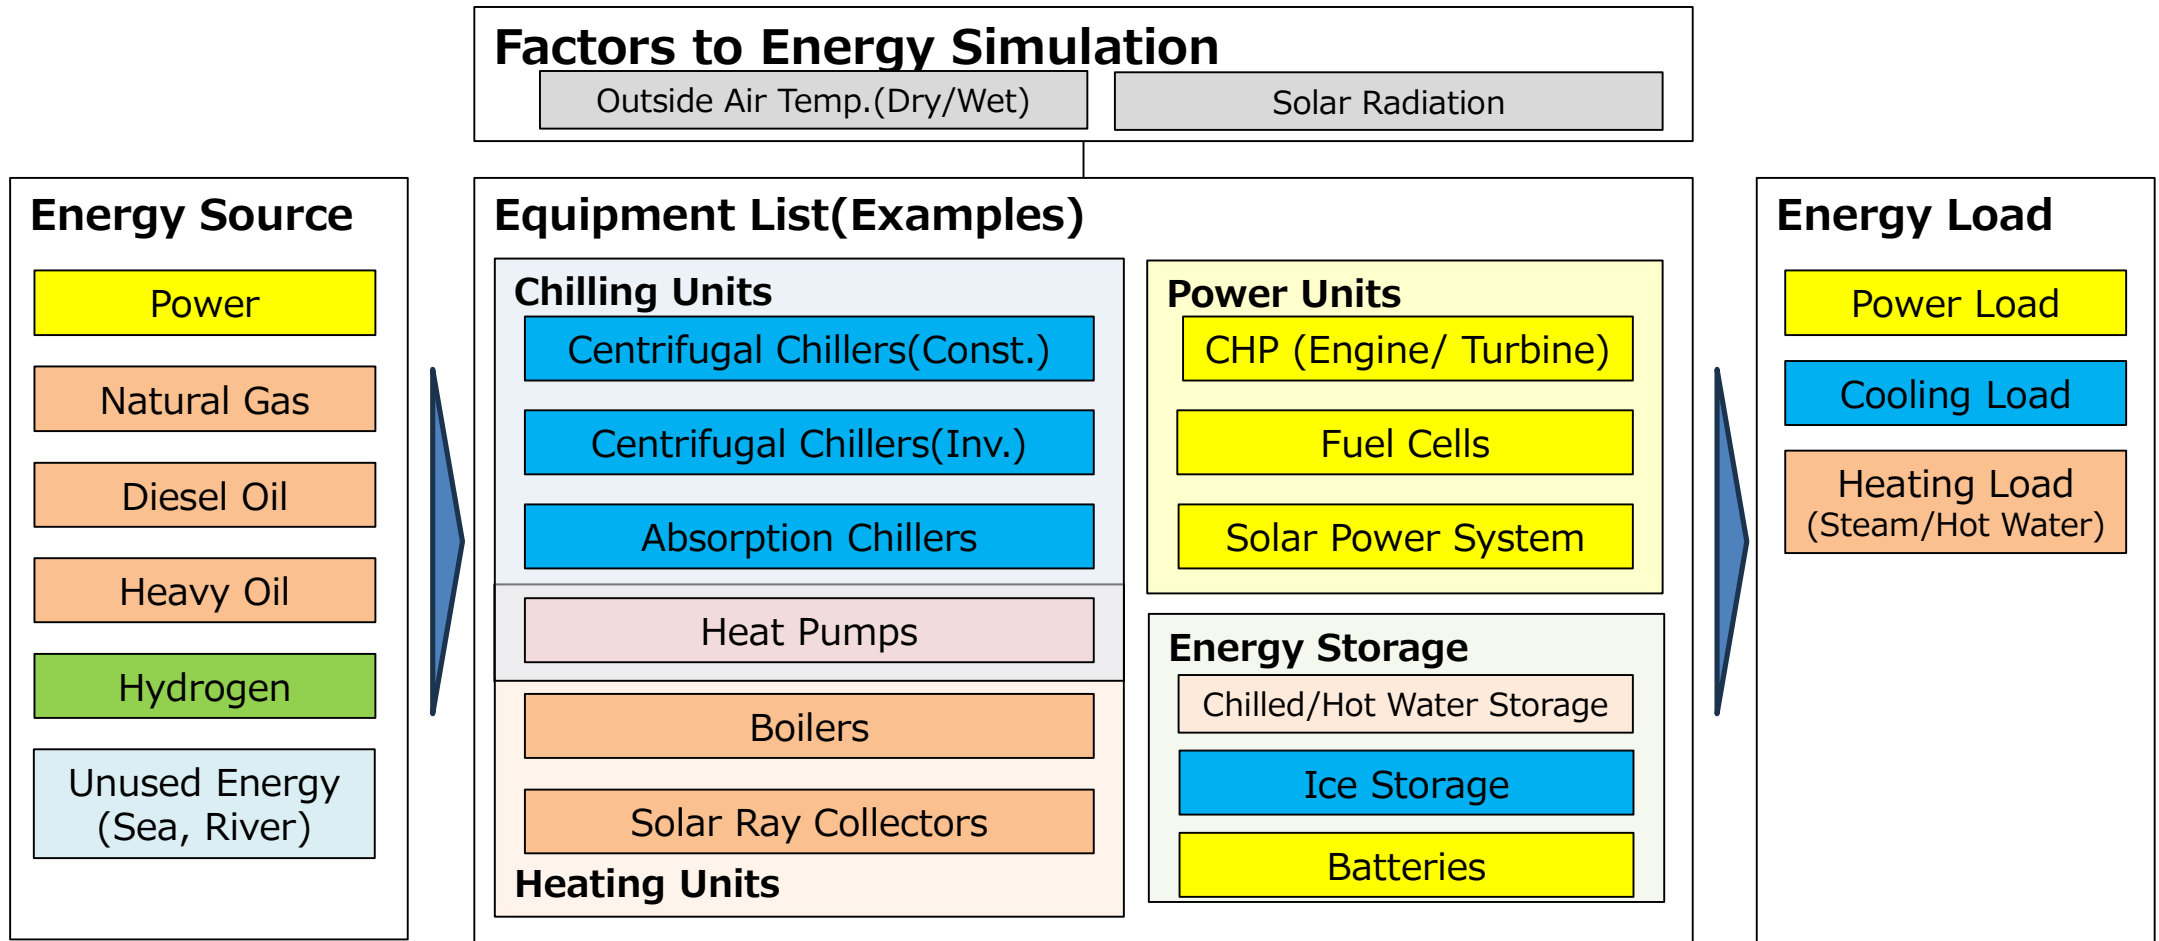 Factors to Energy Simulation
Outside Air Temp.(Dry/Wet)
Solar Radiation
Energy Source
Power
Natural Gas
Diesel Oil
Heavy Oil
Hydrogen
Unused Energy
(Sea, River)
Equipment List(Examples)
Chilling Units
Centrifugal Chillers(Const.)
Centrifugal Chillers(Inv.)
Absorption Chillers
Heat Pumps
Boilers
Solar Ray Collectors
Heating Units
Power Units
CHP (Engine/ Turbine)
Fuel Cells
Solar Power System
Energy Storage
Chilled/Hot Water Storage
Ice Storage
Batteries
Energy Load
Power Load
Cooling Load
Heating Load
(Steam/Hot Water)